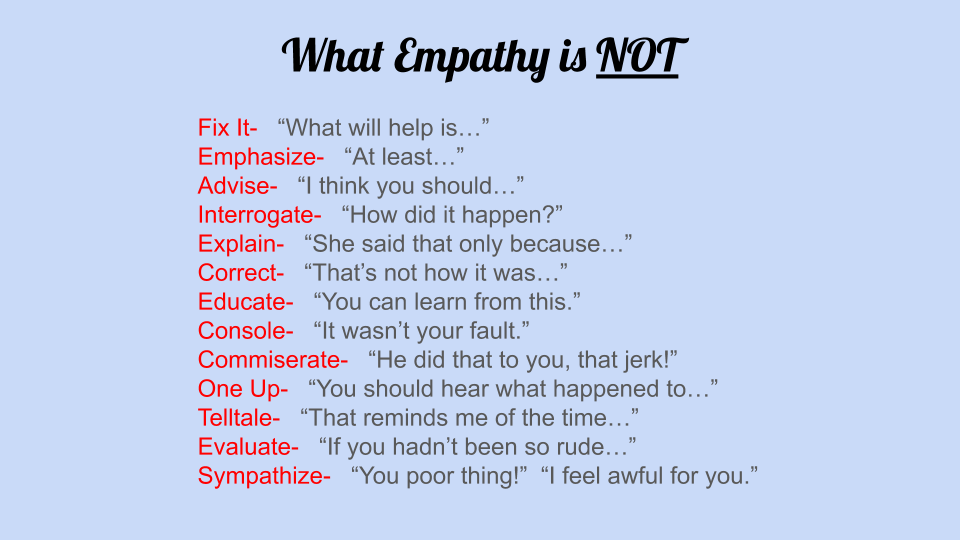 What Empathy is NOT
Fix It- “What will help is…”
Emphasize- “At least…”
Advise- “I think you should…”
Interrogate- “How did it happen?”
Explain- “She said that only because…”
Correct- “That’s not how it was…”
Educate- “You can learn from this.”
Console- “It wasn’t your fault.”
Commiserate- “He did that to you, that jerk!”
One Up- “You should hear what happened to…”
Telltale- “That reminds me of the time…”
Evaluate- “If you hadn’t been so rude…”
Sympathize- “You poor thing!” “I feel awful for you.”